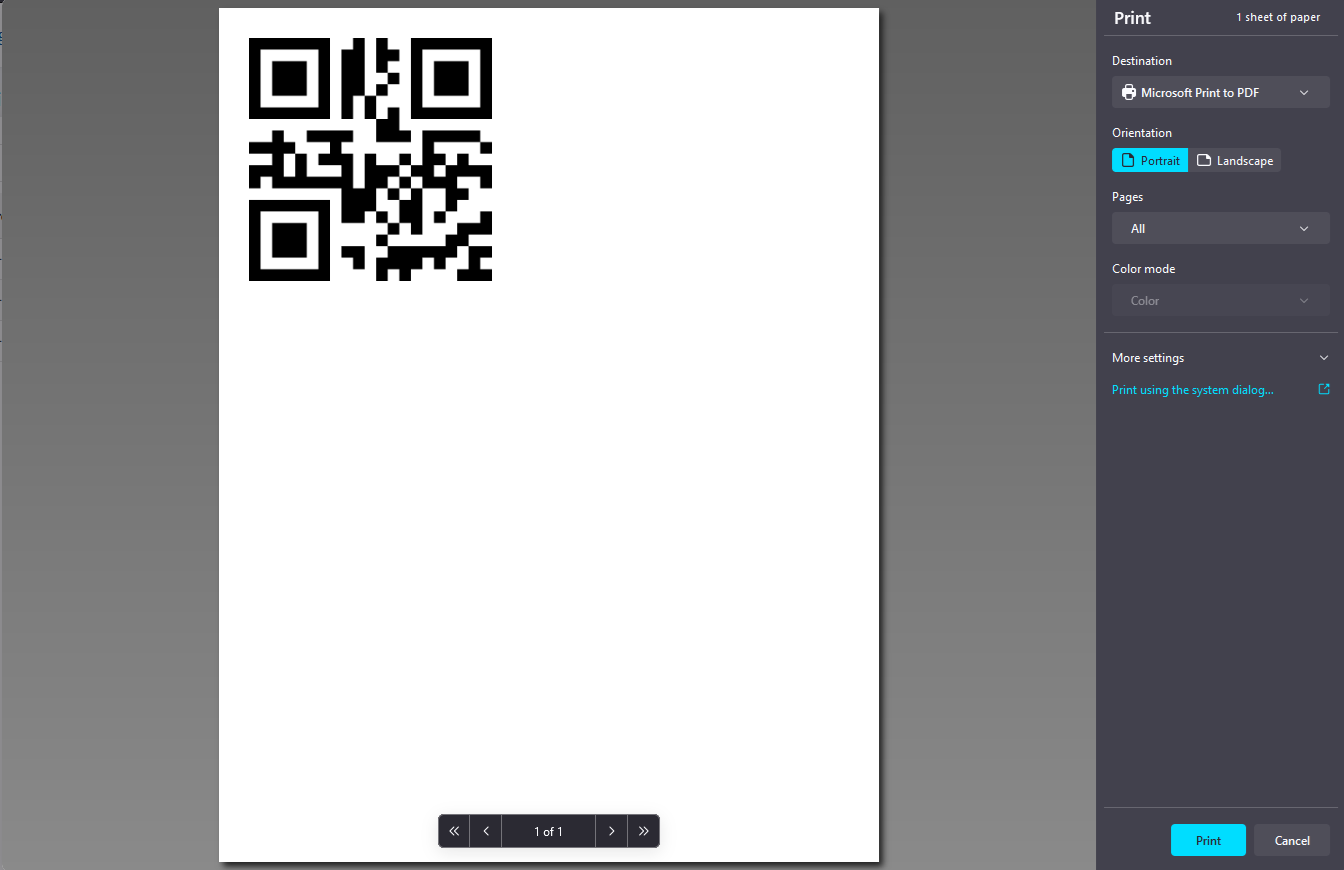 Print
1 sheet of paper
Destination
Microsoft Print to PDF
Orientation
Portrait
Landscape
Pages
All
Color mode
Color
More settings
Print using the system dialog...
1 of 1
Print
Cancel